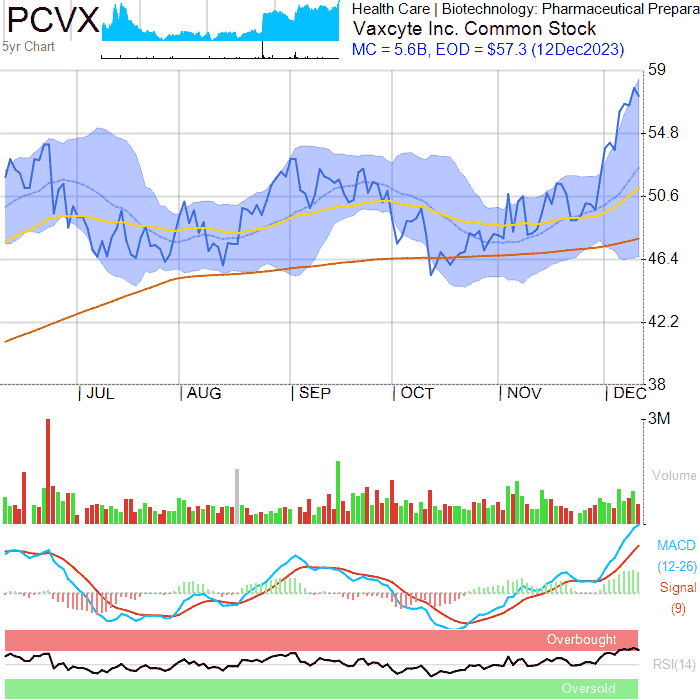 PCVX
5yr Chart
Health Care | Biotechnology: Pharmaceutical Prepara
Vaxcyte Inc. Common Stock
MC = 5.6B, EOD = $57.3 (12Dec2023)
59
54.8
50.6
46.4
42.2
38
JUL
AUG
SEP
OCT
NOV
DEC
3M
Volume
MACD
(12-26)
Signal
(9)
Overbought
RSI(14)
Oversold